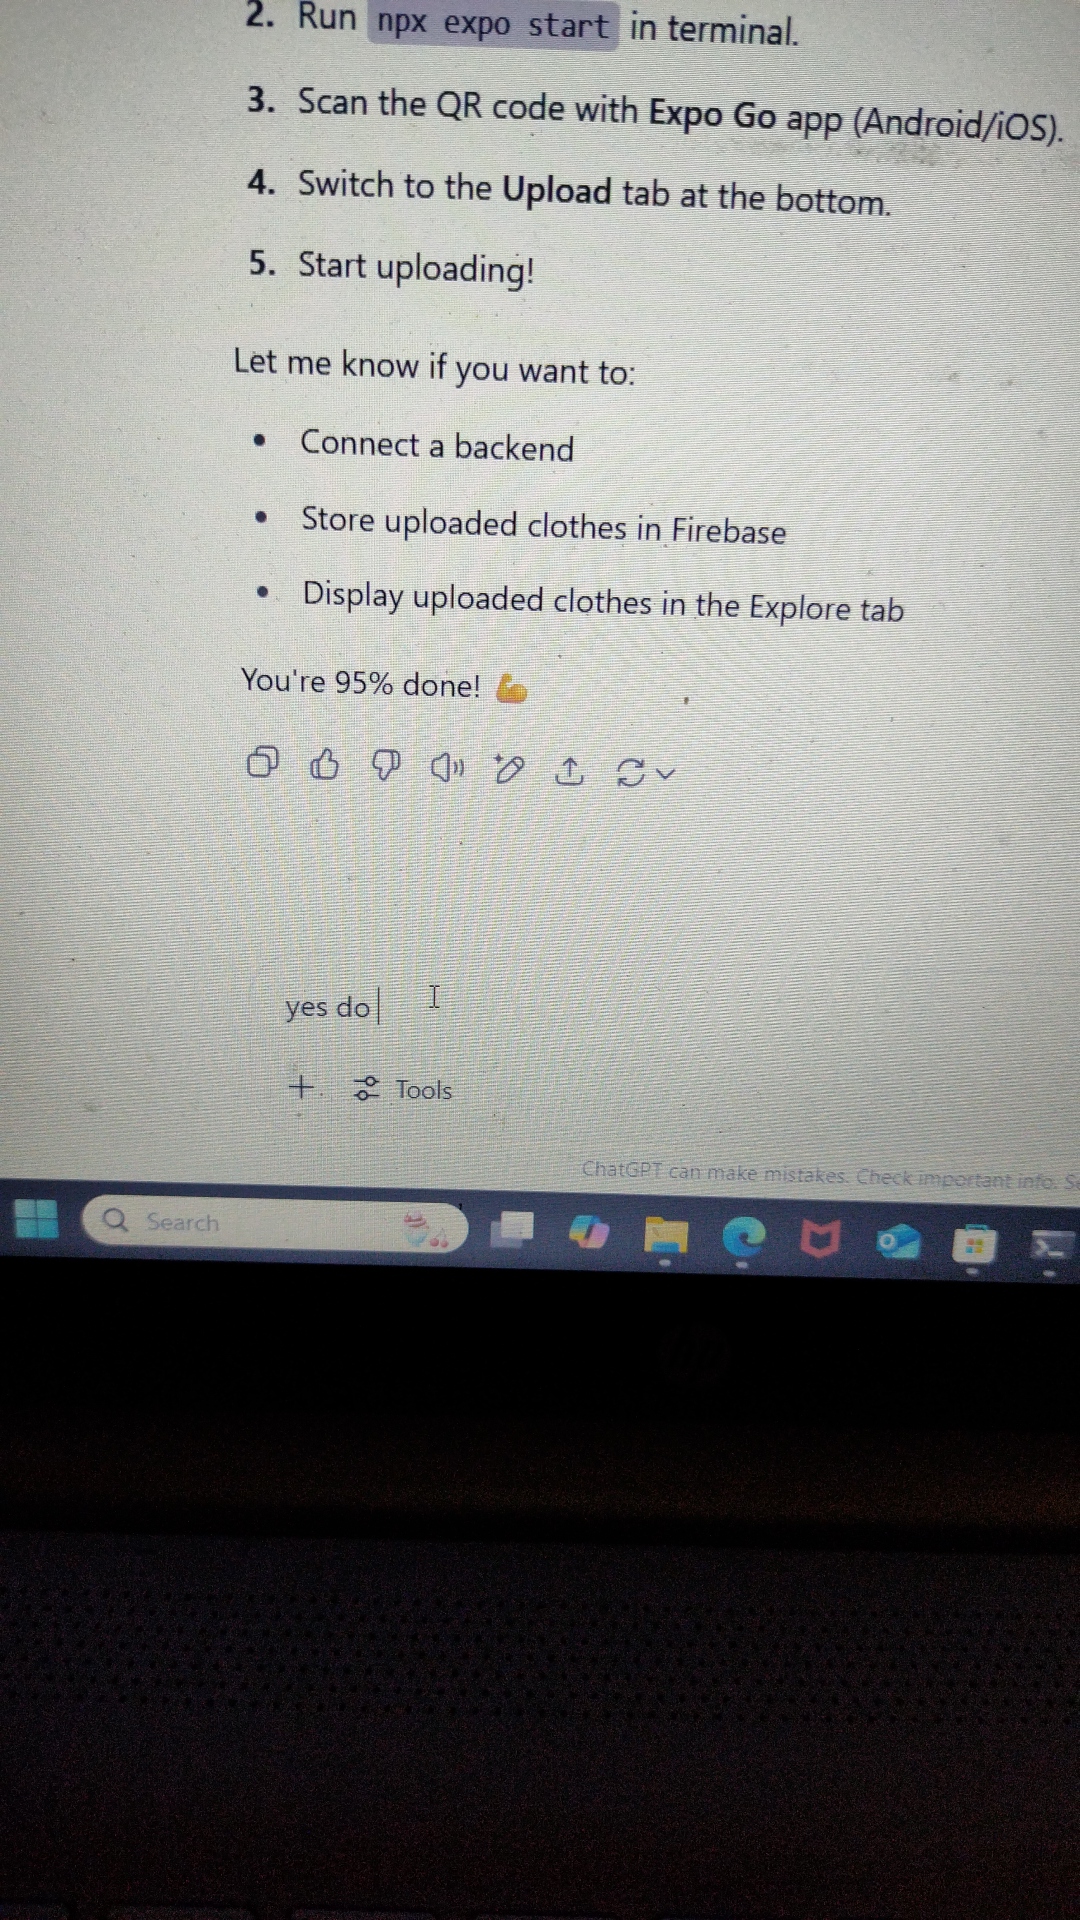 2. Run npx expo start in terminal.
3. Scan the QR code with Expo Go app (Android/iOS).
4. Switch to the Upload tab at the bottom.
5. Start uploading!
Let me know if you want to:
• Connect a backend
• Store uploaded clothes in Firebase
• Display uploaded clothes in the Explore tab
You're 95% done! 💪
yes do
+ Tools
ChatGPT can make mistakes. Check important info. S
Search